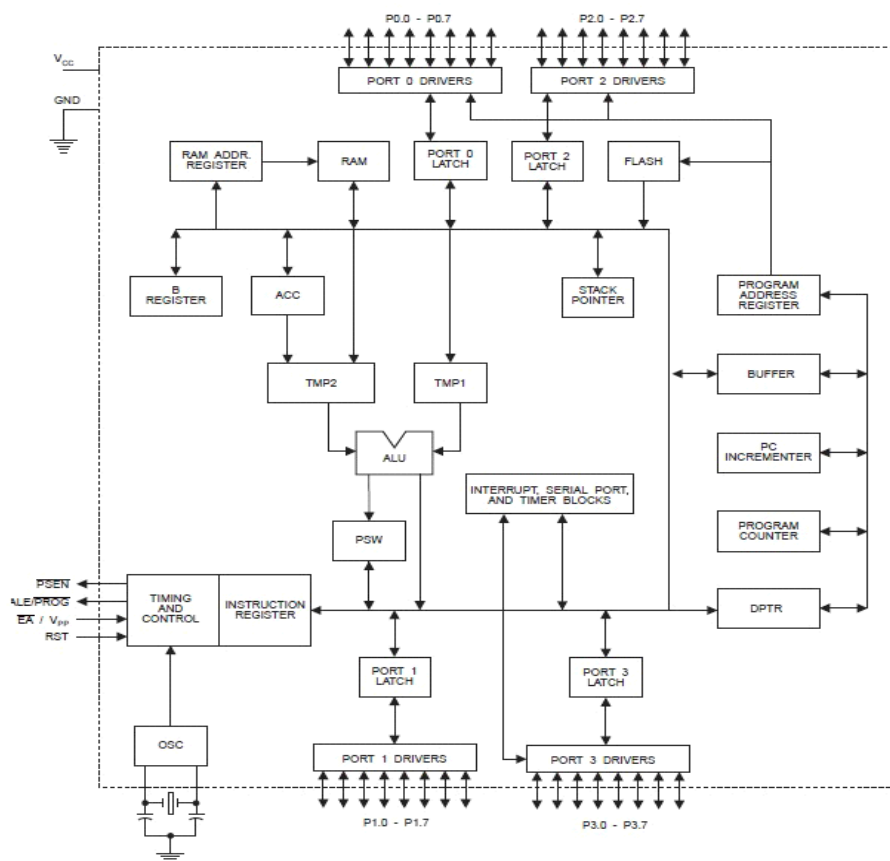 P0.0 - P0.7
P2.0 - P2.7
VCC
GND
PORT 0 DRIVERS
PORT 2 DRIVERS
RAM ADDR.
REGISTER
RAM
PORT 0
LATCH
PORT 2
LATCH
FLASH
B
REGISTER
ACC
STACK
POINTER
PROGRAM
ADDRESS
REGISTER
TMP2
TMP1
BUFFER
ALU
PC
INCREMENTER
INTERRUPT, SERIAL PORT,
AND TIMER BLOCKS
PSW
PROGRAM
COUNTER
PSEN
ALE/PROG
EA / VPP
RST
TIMING
AND
CONTROL
INSTRUCTION
REGISTER
DPTR
PORT 1
LATCH
PORT 3
LATCH
OSC
PORT 1 DRIVERS
PORT 3 DRIVERS
P1.0 - P1.7
P3.0 - P3.7